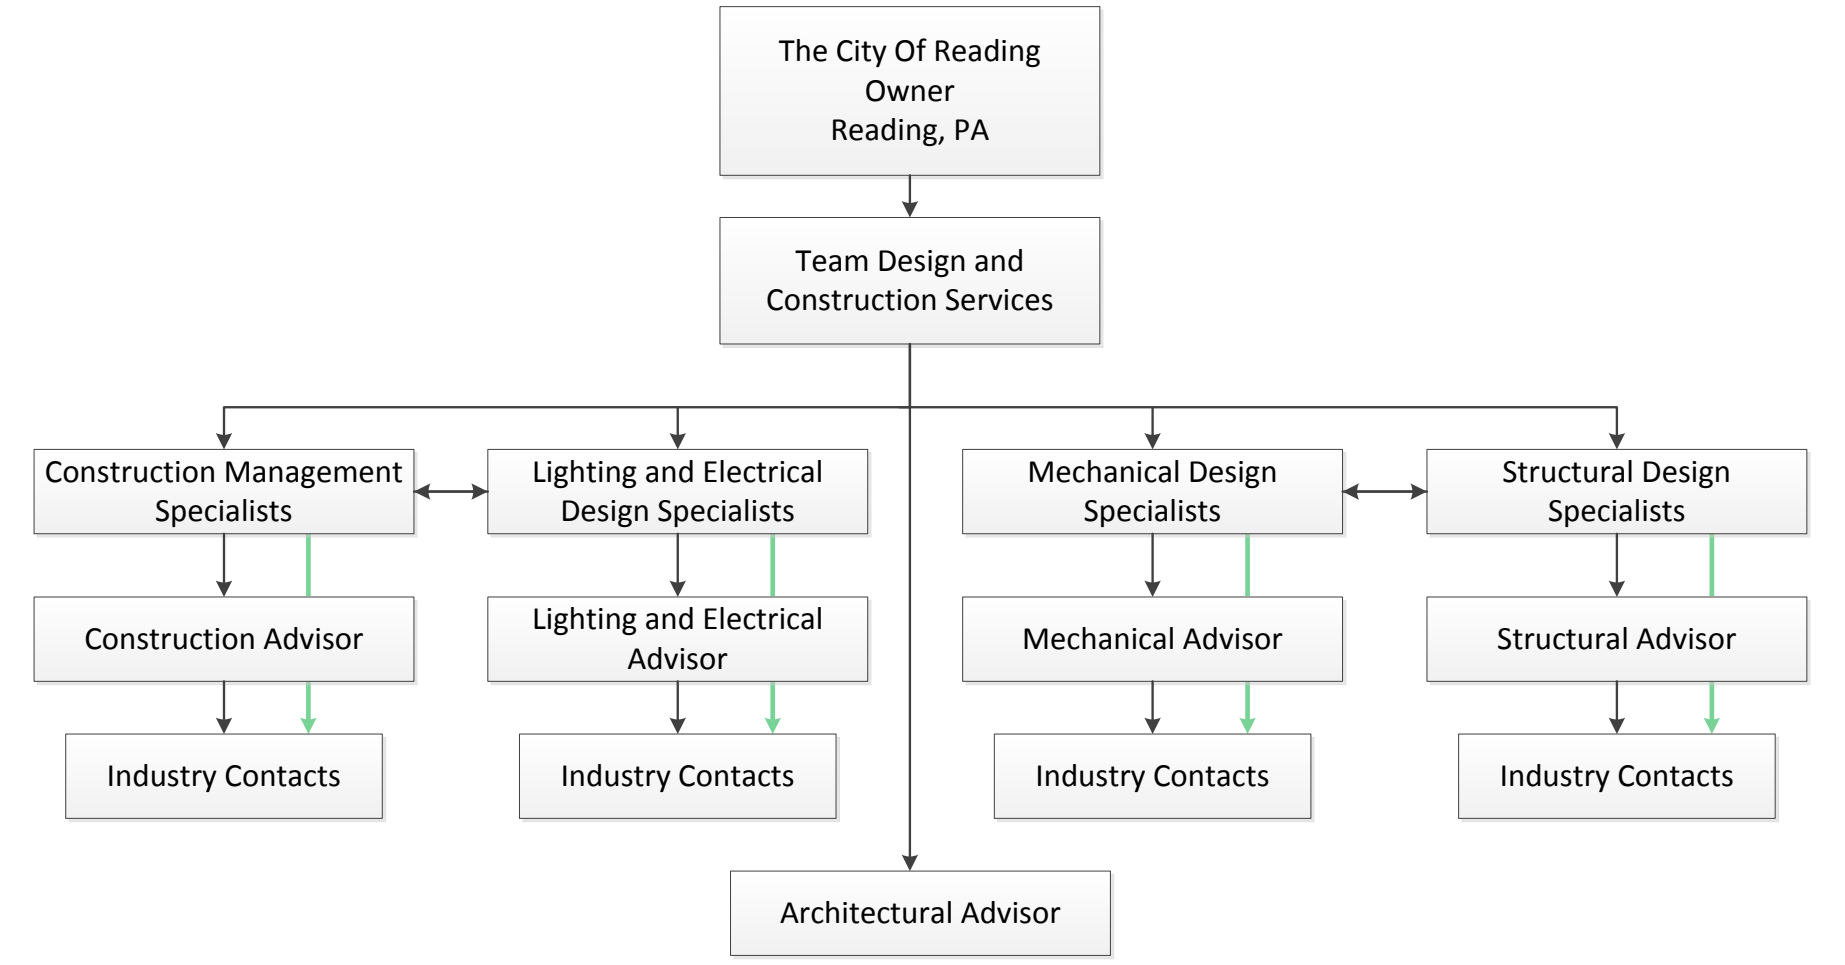 The City Of Reading
Owner
Reading, PA
Team Design and
Construction Services
Construction Management
Specialists
Lighting and Electrical
Design Specialists
Mechanical Design
Specialists
Structural Design
Specialists
Construction Advisor
Lighting and Electrical
Advisor
Mechanical Advisor
Structural Advisor
Industry Contacts
Industry Contacts
Industry Contacts
Industry Contacts
Architectural Advisor